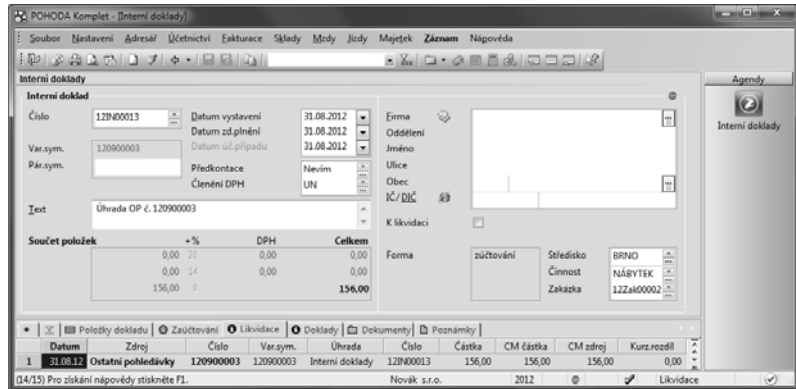 POHODA Komplet - [Interní doklady]
Soubor Nastavení Adresář Účetnictví Fakturace Sklady Mzdy Jízdy Majetek Záznam Nápověda
Interní doklady
Agendy
Interní doklad
Interní doklady
Číslo 12IN00013 Datum vystavení 31.08.2012 Firma
Datum zd.plnění 31.08.2012 Oddělení
Var.sym. 120900003 Datum úč.případu 31.08.2012 Jméno
Pár.sym. Předkontace Nevím Ulice
Členění DPH UN Obec
IČ/DIČ
Text Úhrada OP č. 120900003
K likvidaci
Součet položek +% DPH Celkem
0,00 20 0,00 0,00 Forma zúčtování Středisko BRNO
0,00 14 0,00 0,00 Činnost NÁBYTEK
156,00 0 156,00 Zakázka 12Zak00002
Položky dokladu Zaúčtování Likvidace Doklady Dokumenty Poznámky
Datum Zdroj Číslo Var.sym. Úhrada Číslo Částka CM částka CM zdroj Kurz.rozdíl
1 31.08.12 Ostatní pohledávky 120900003 120900003 Interní doklady 12IN00013 156,00 156,00 156,00 0,00
(14/15) Pro získání nápovědy stiskněte F1. Novák s.r.o. 2012 @ Likvidace